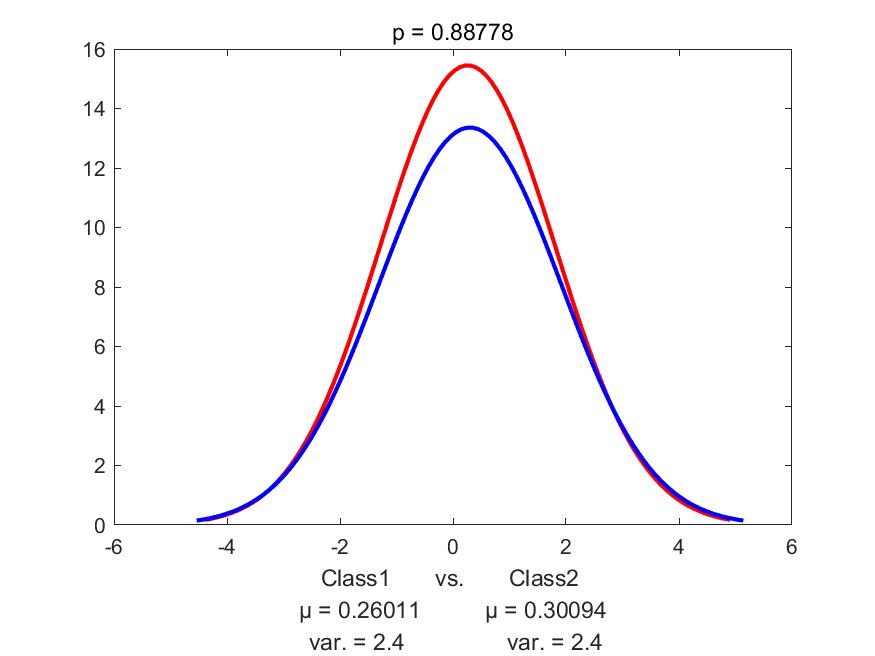 p = 0.88778
16
14
12
10
8
6
4
2
0
-6 -4 -2 0 2 4 6
Class1 vs. Class2
μ = 0.26011 μ = 0.30094
var. = 2.4 var. = 2.4